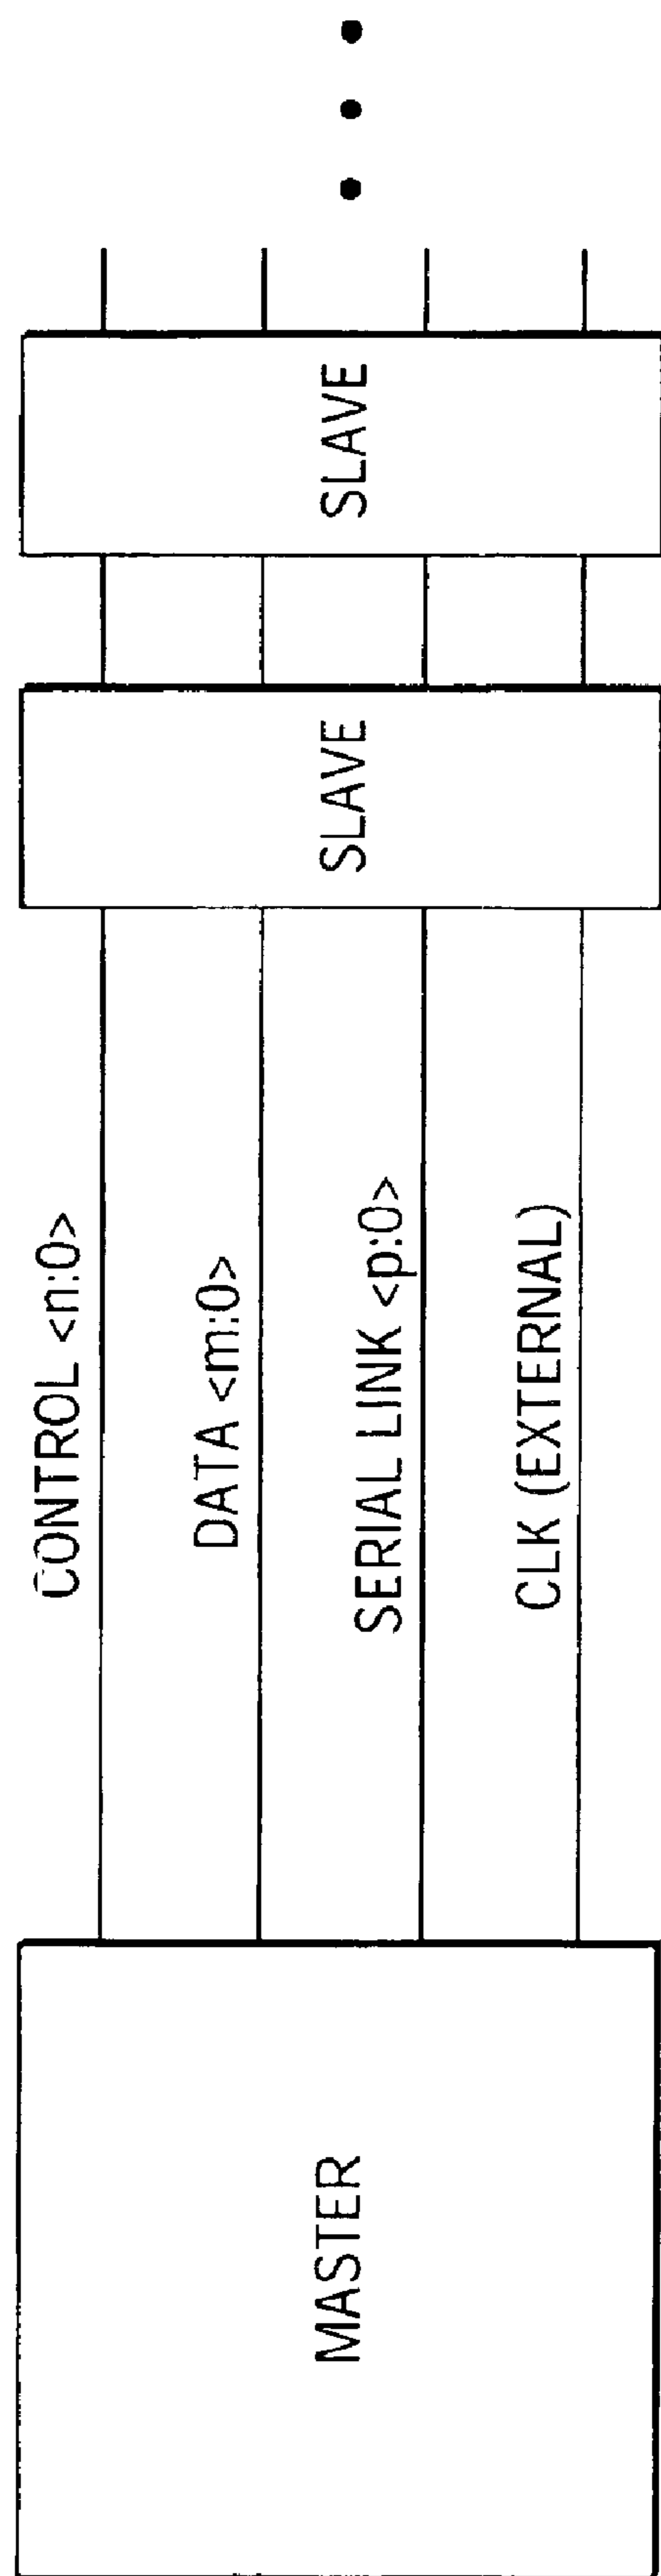 MASTER
CONTROL <n:0>
DATA <m:0>
SERIAL LINK <p:0>
CLK (EXTERNAL)
SLAVE
SLAVE